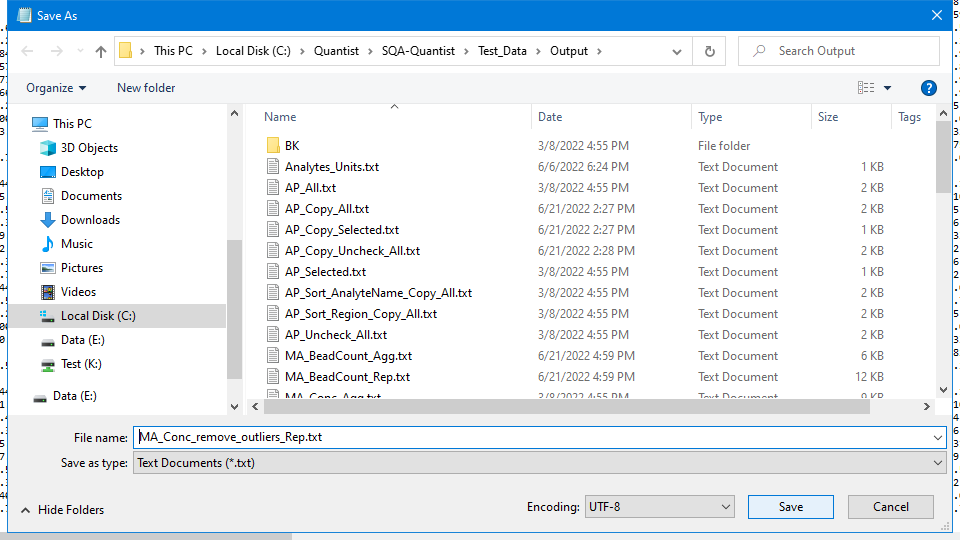 Save As
This PC > Local Disk (C:) > Quantist > SQA-Quantist > Test_Data > Output >
Search Output
Organize
New folder
This PC
3D Objects
Desktop
Documents
Downloads
Music
Pictures
Videos
Local Disk (C:)
Data (E:)
Test (K:)
Data (E:)
Name Date Type Size Tags
BK 3/8/2022 4:55 PM File folder
Analytes_Units.txt 6/6/2022 6:24 PM Text Document 1 KB
AP_All.txt 3/8/2022 4:55 PM Text Document 2 KB
AP_Copy_All.txt 6/21/2022 2:27 PM Text Document 2 KB
AP_Copy_Selected.txt 6/21/2022 2:27 PM Text Document 1 KB
AP_Copy_Uncheck_All.txt 6/21/2022 2:28 PM Text Document 2 KB
AP_Selected.txt 3/8/2022 4:55 PM Text Document 1 KB
AP_Sort_AnalyteName_Copy_All.txt 3/8/2022 4:55 PM Text Document 2 KB
AP_Sort_Region_Copy_All.txt 3/8/2022 4:55 PM Text Document 2 KB
AP_Uncheck_All.txt 3/8/2022 4:55 PM Text Document 2 KB
MA_BeadCount_Agg.txt 6/21/2022 4:59 PM Text Document 6 KB
MA_BeadCount_Rep.txt 6/21/2022 4:59 PM Text Document 12 KB
MA_Conc_Agg.txt 3/8/2022 4:55 PM Text Document 9 KB
File name: MA_Conc_remove_outliers_Rep.txt
Save as type: Text Documents (*.txt)
Hide Folders
Encoding: UTF-8
Save
Cancel